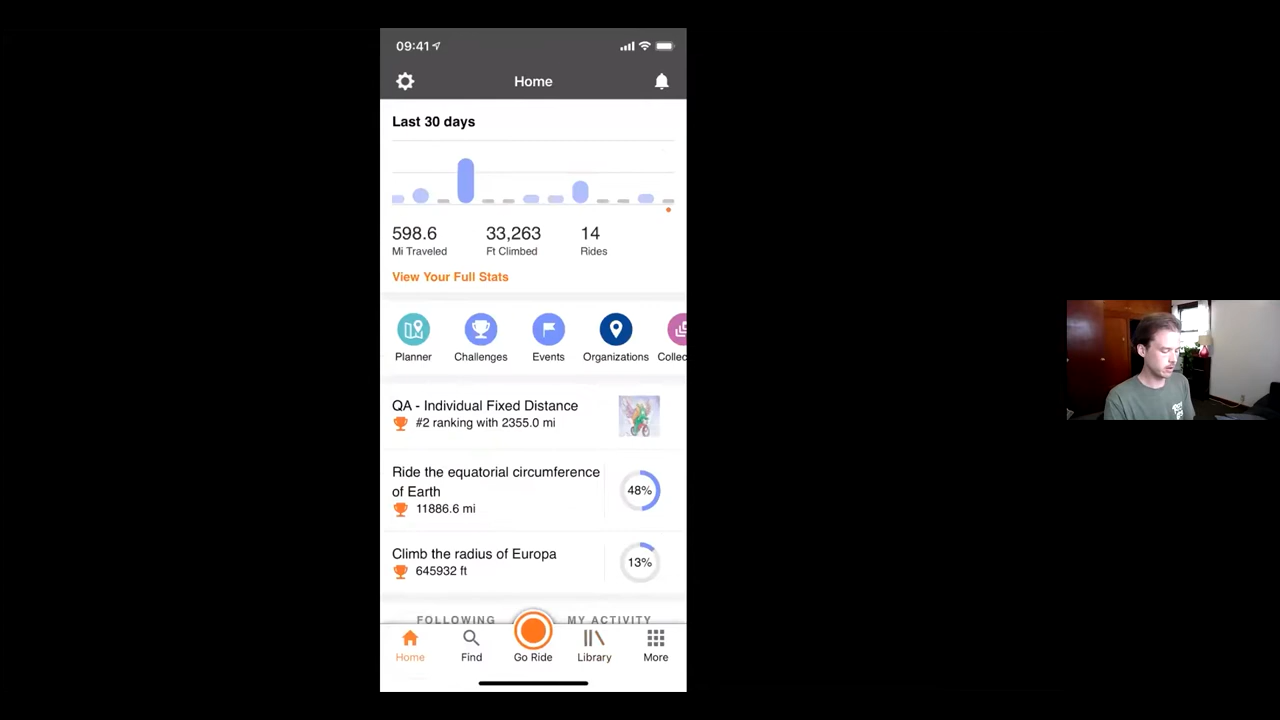 09:41
Home
Last 30 days
598.6 33,263 14
Mi Traveled Ft Climbed Rides
View Your Full Stats
Planner Challenges Events Organizations Collec
QA - Individual Fixed Distance
#2 ranking with 2355.0 mi
Ride the equatorial circumference
of Earth
48%
11886.6 mi
Climb the radius of Europa
13%
645932 ft
FOLLOWING MY ACTIVITY
Home Find Go Ride Library More